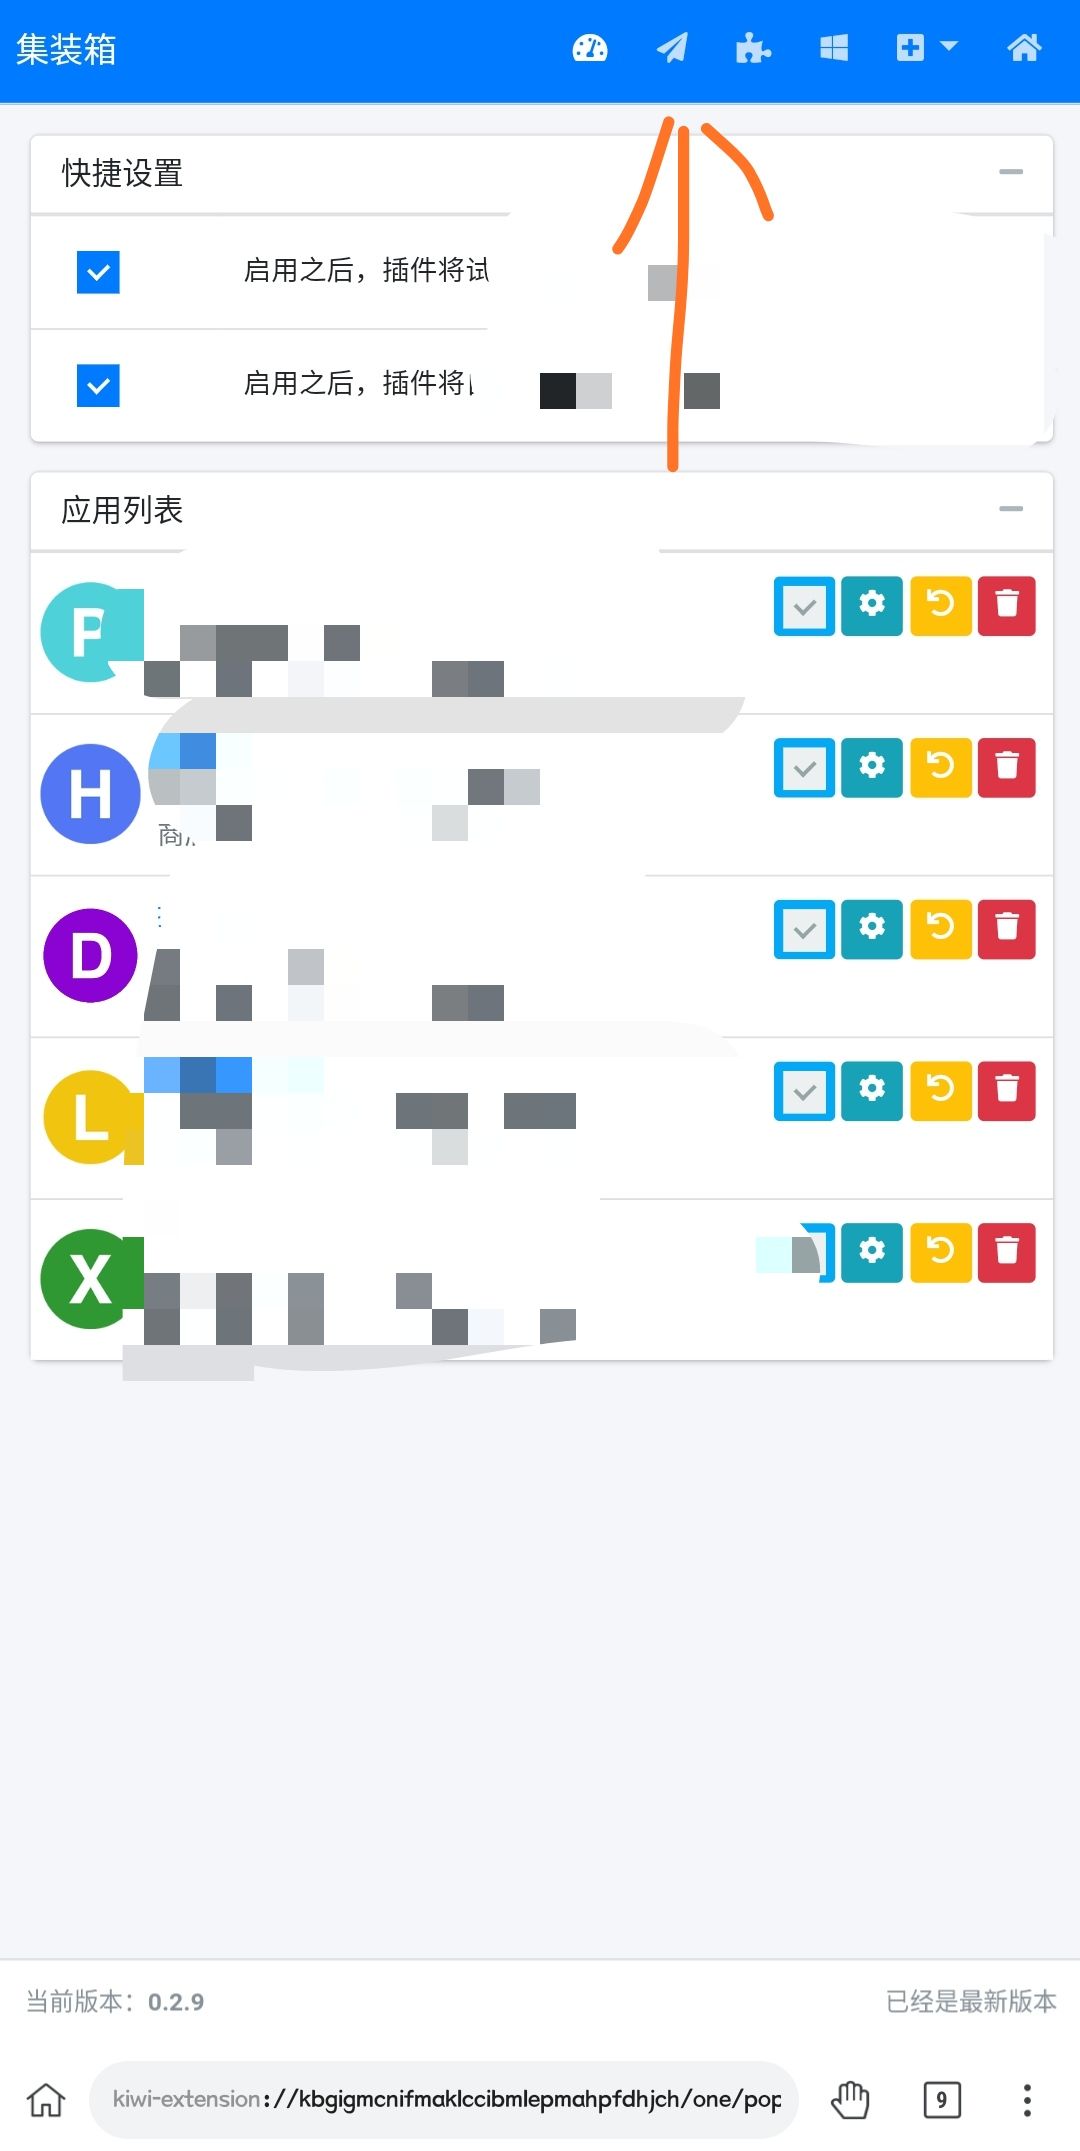 集装箱
快捷设置
启用之后，插件将试
启用之后，插件将
应用列表
P
H
商
D
L
X
当前版本：0.2.9
已经是最新版本
kiwi-extension://kbgigmcnifmaklccibmlepmahpfdhjch/one/pop
9